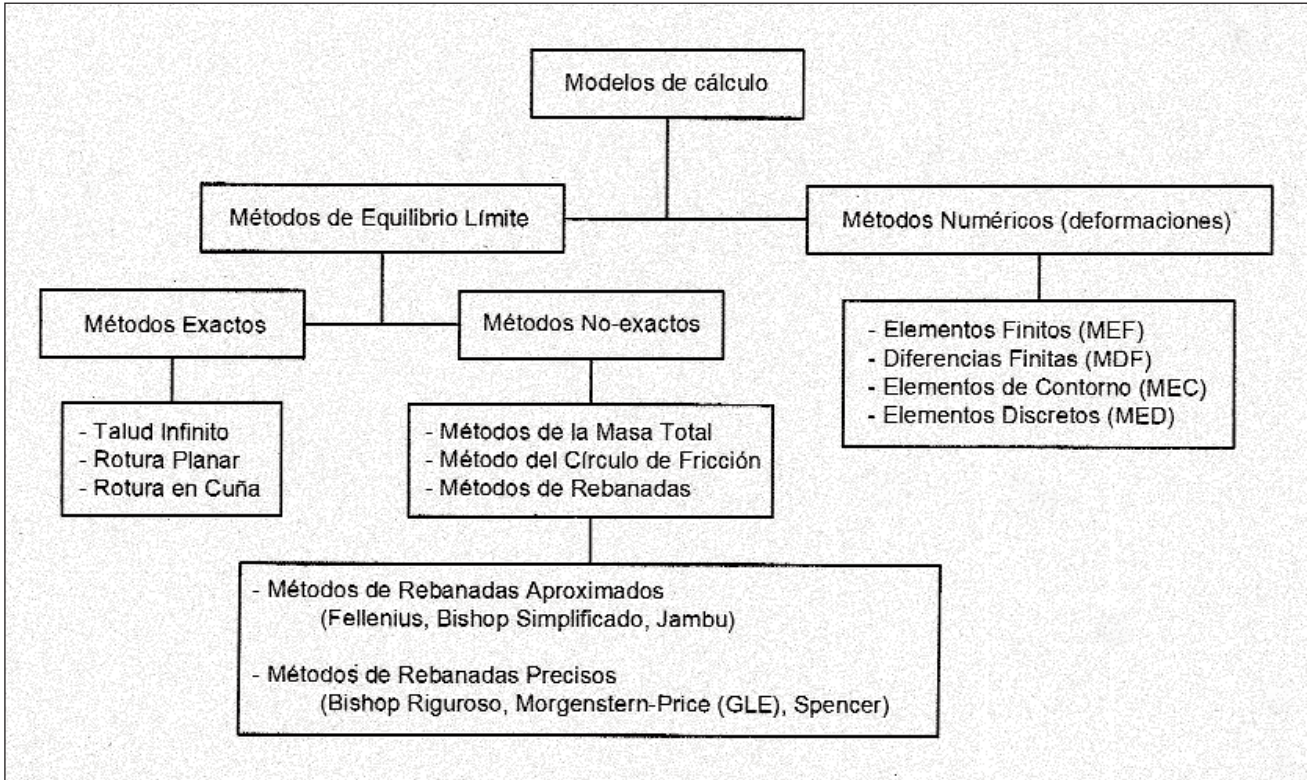 Modelos de cálculo
Métodos de Equilibrio Límite
Métodos Numéricos (deformaciones)
Métodos Exactos
Métodos No-exactos
- Elementos Finitos (MEF)
- Diferencias Finitas (MDF)
- Elementos de Contorno (MEC)
- Elementos Discretos (MED)
- Talud Infinito
- Rotura Planar
- Rotura en Cuña
- Métodos de la Masa Total
- Método del Círculo de Fricción
- Métodos de Rebanadas
- Métodos de Rebanadas Aproximados
(Fellenius, Bishop Simplificado, Jambu)
- Métodos de Rebanadas Precisos
(Bishop Riguroso, Morgenstern-Price (GLE), Spencer)